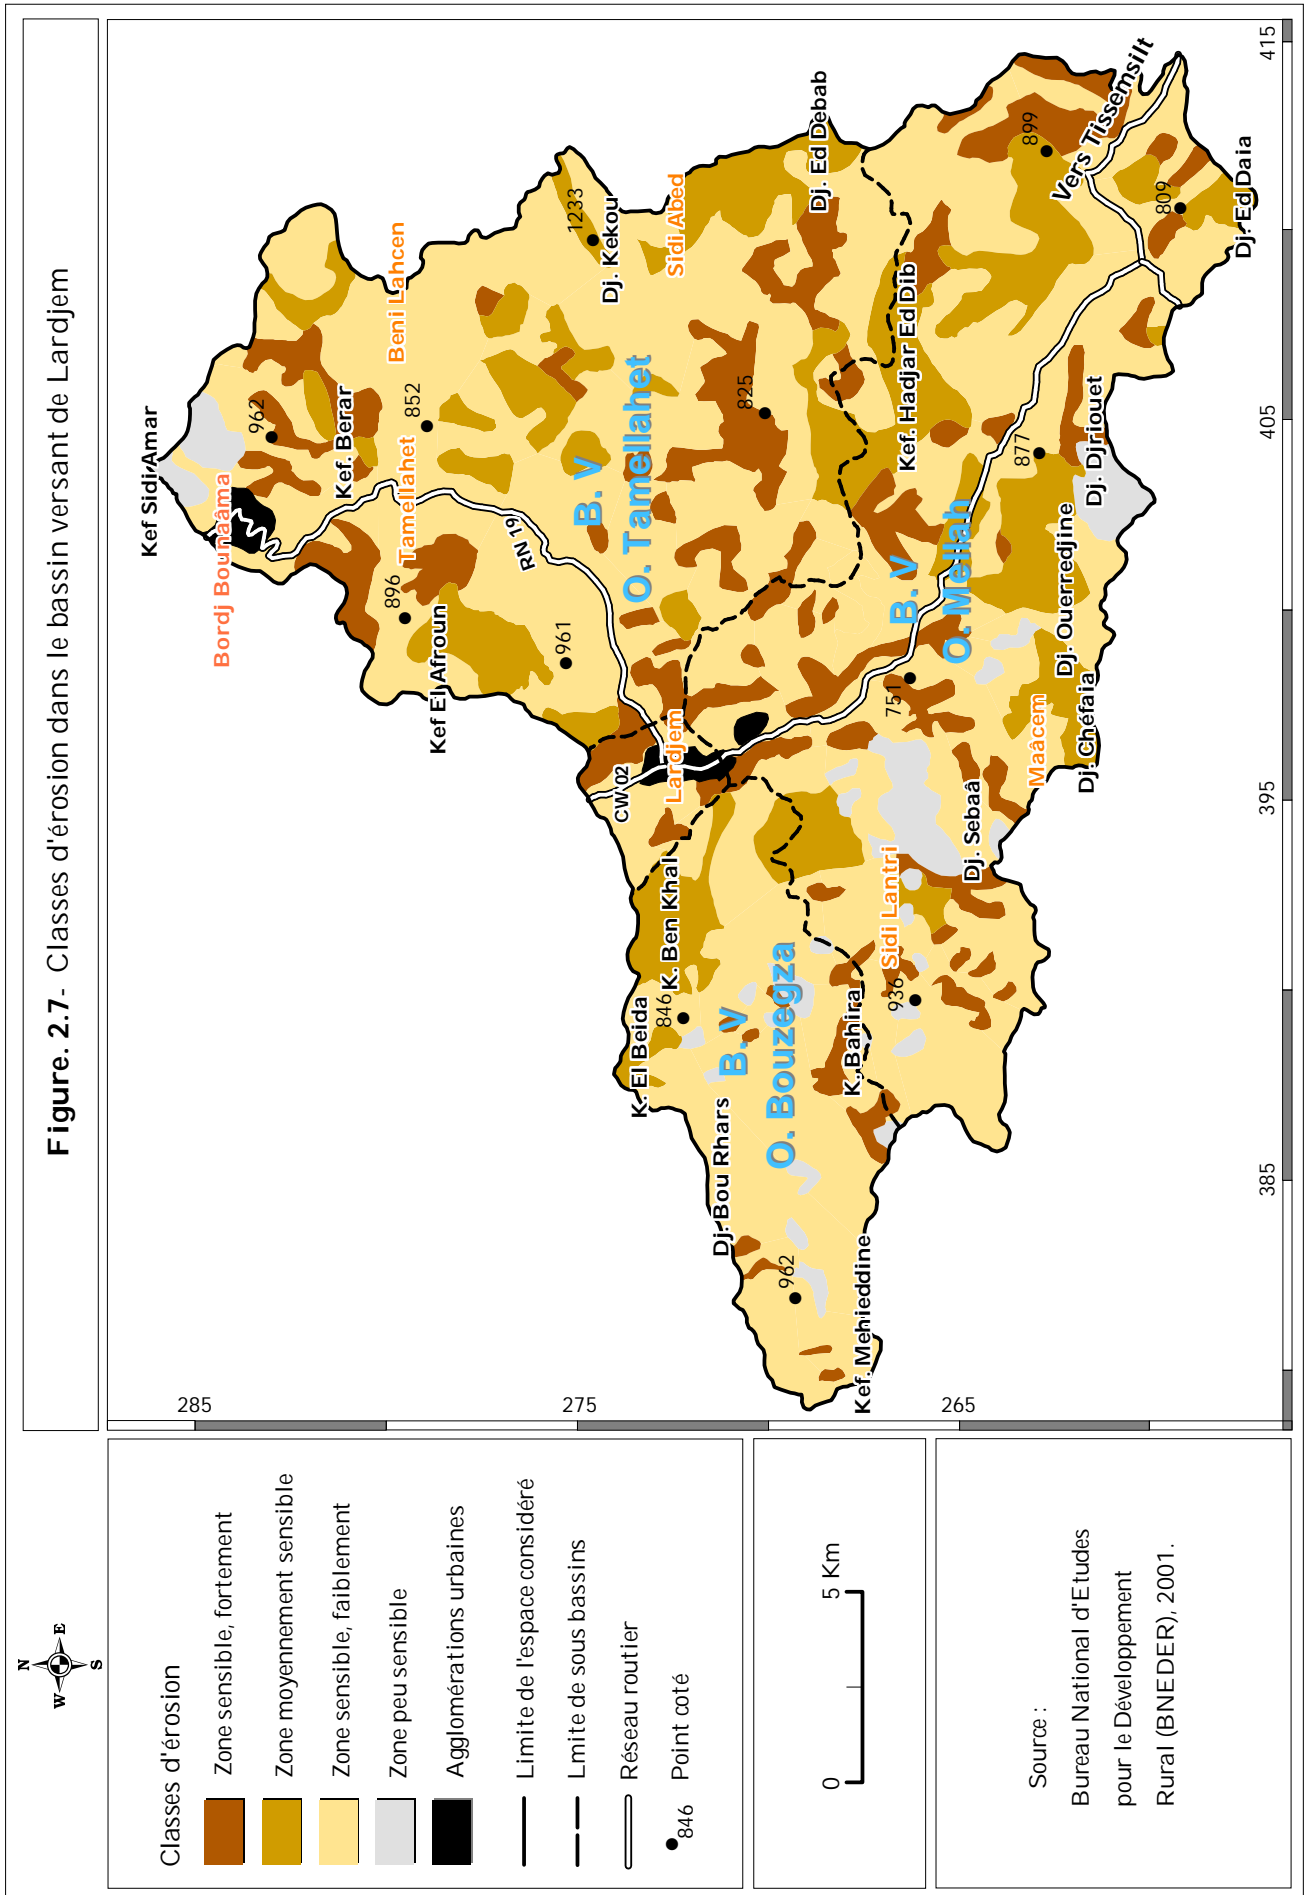 Figure. 2.7- Classes d'érosion dans le bassin versant de Lardjem
N
W
E
S
Classes d'érosion
Zone sensible, fortement
Zone moyennement sensible
Zone sensible, faiblement
Zone peu sensible
Agglomérations urbaines
Limite de l'espace considéré
Lmite de sous bassins
Réseau routier
846 Point coté
0
5 Km
Source :
Bureau National d'Etudes
pour le Développement
Rural (BNEDER), 2001.
285
275
265
385
395
405
415
Kef Sidi Amar
Bordj Bounaâma
962
Kef. Berar
Beni Lahcen
852
Tamellahet
896
Kef El Afroun
961
RN 19
B. V
O. Tamellahet
1233
Dj. Kekou
Sidi Abed
825
Dj. Ed Debab
Kef. Hadjar Ed Dib
899
Vers Tissemsilt
809
Dj. Ed Daia
877
Dj. Driouet
B. V
O. Mellah
Dj. Ouerredjine
Dj. Chéfaia
Maâcem
751
Lardjem
CW 02
Dj. Sebaâ
Sidi Lantri
936
K. Ben Khal
846
K. El Beida
B. V
O. Bouzegza
K. Bahira
Dj. Bou Rhars
962
Kef. Mehieddine